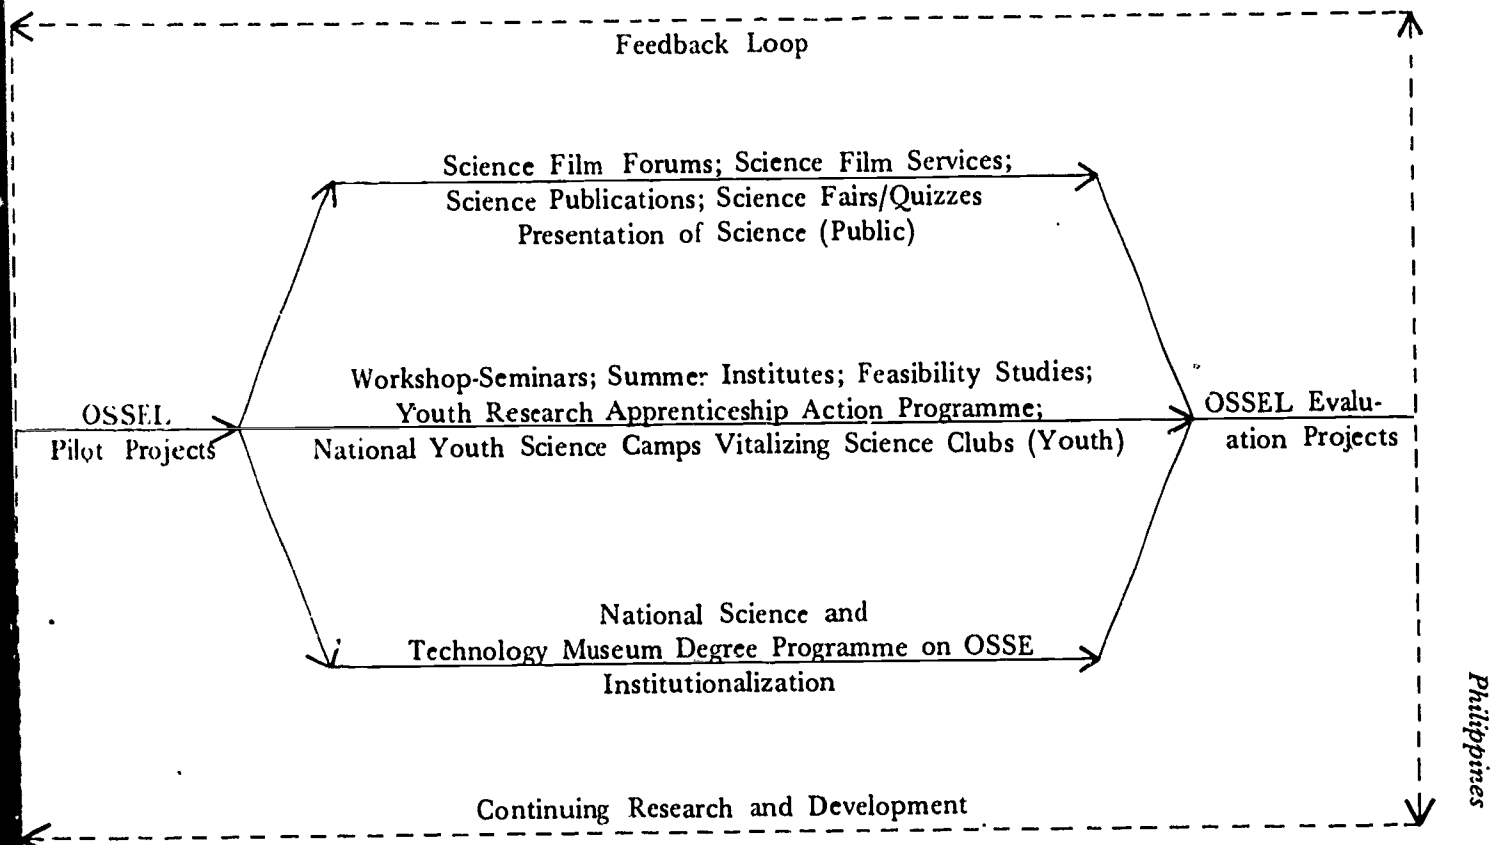 Feedback Loop
Science Film Forums; Science Film Services;
Science Publications; Science Fairs/Quizzes
Presentation of Science (Public)
Workshop-Seminars; Summer Institutes; Feasibility Studies;
Youth Research Apprenticeship Action Programme;
National Youth Science Camps Vitalizing Science Clubs (Youth)
OSSEL
Pilot Projects
OSSEL Evalu-
ation Projects
National Science and
Technology Museum Degree Programme on OSSE
Institutionalization
Continuing Research and Development
Philippines